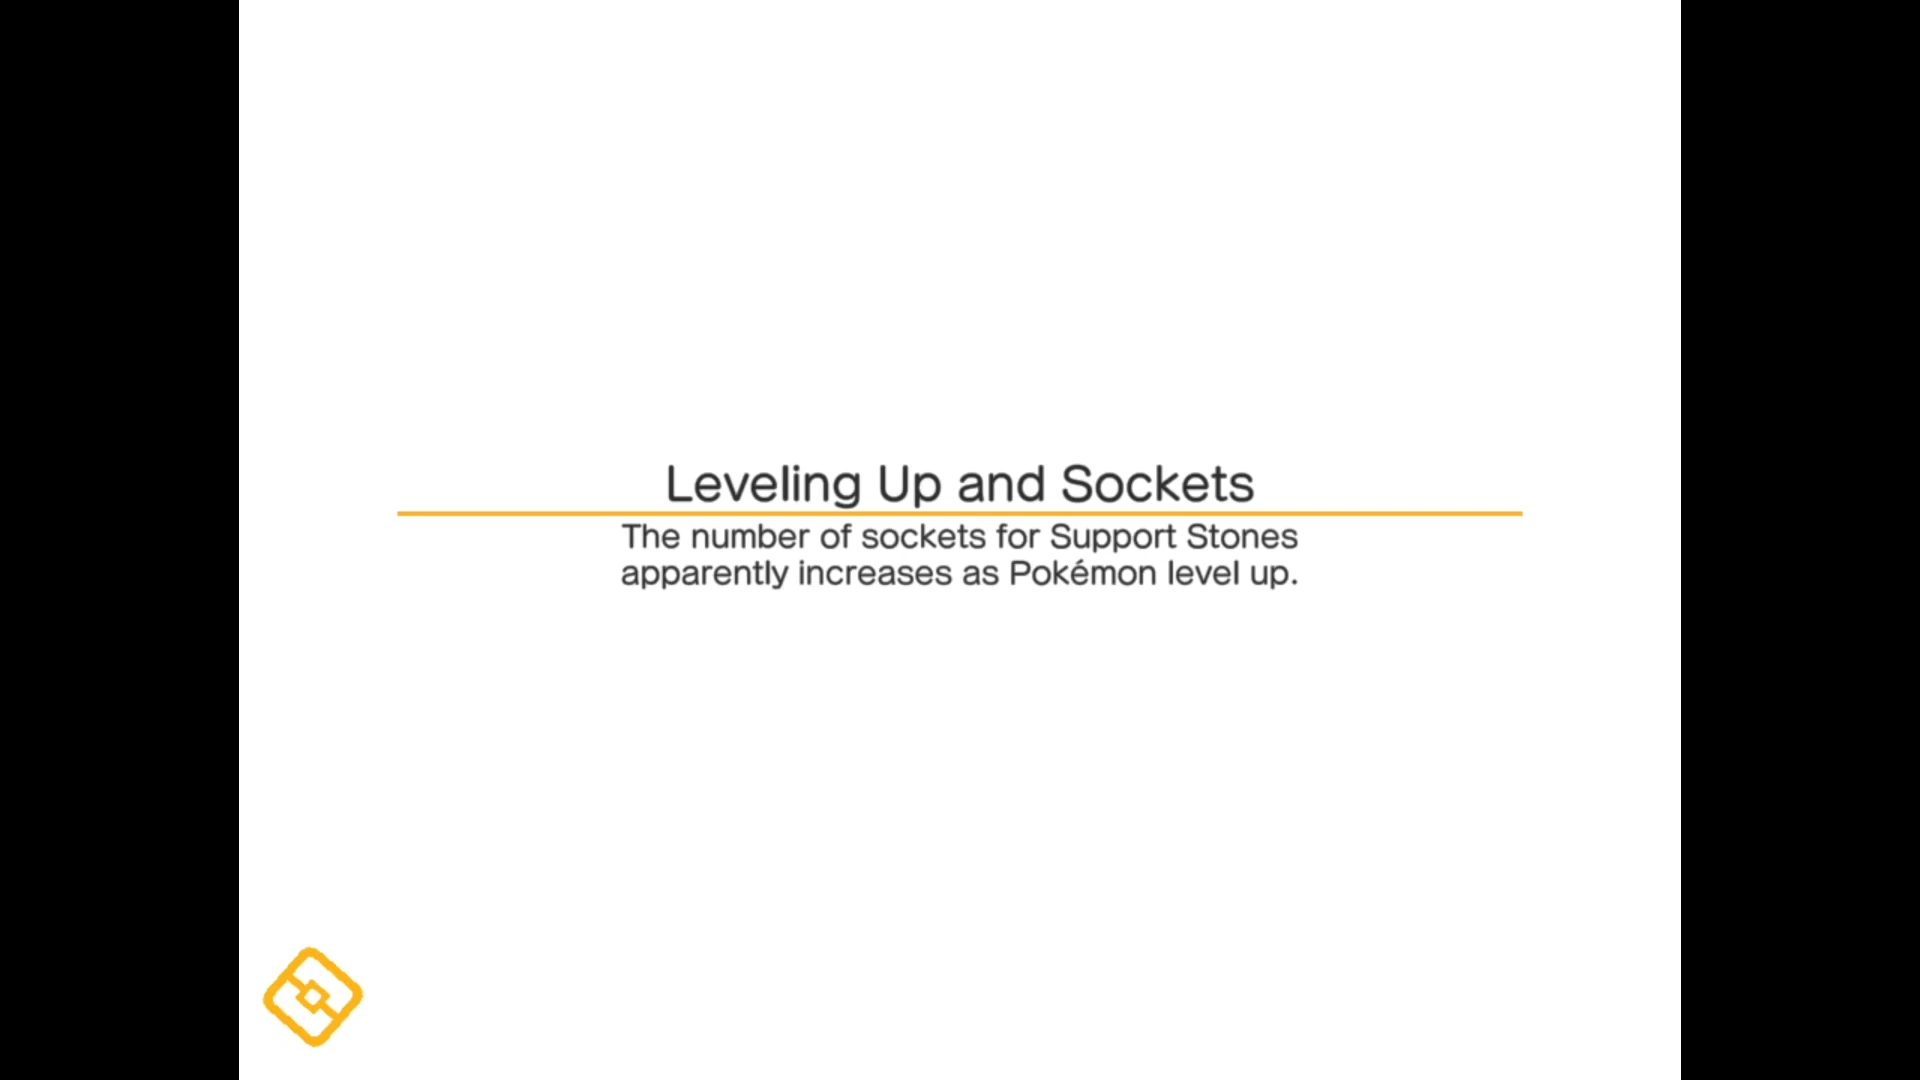 Leveling Up and Sockets
The number of sockets for Support Stones
apparently increases as Pokémon level up.